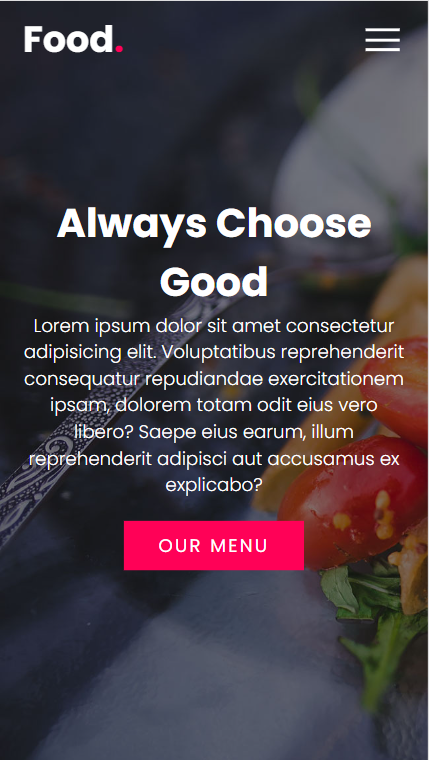 Food.
Always Choose
Good
Lorem ipsum dolor sit amet consectetur
adipisicing elit. Voluptatibus reprehenderit
consequatur repudiandae exercitationem
ipsam, dolorem totam odit eius vero
libero? Saepe eius earum, illum
reprehenderit adipisci aut accusamus ex
explicabo?
OUR MENU